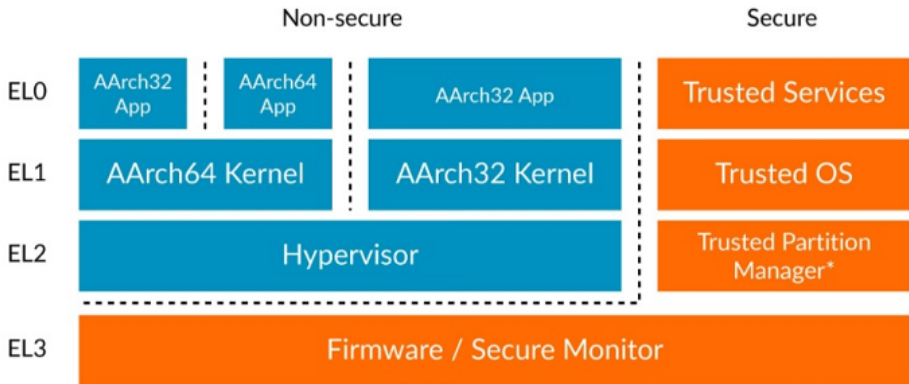 Non-secure
Secure
EL0
AArch32
App
AArch64
App
AArch32 App
Trusted Services
EL1
AArch64 Kernel
AArch32 Kernel
Trusted OS
EL2
Hypervisor
Trusted Partition
Manager*
EL3
Firmware / Secure Monitor